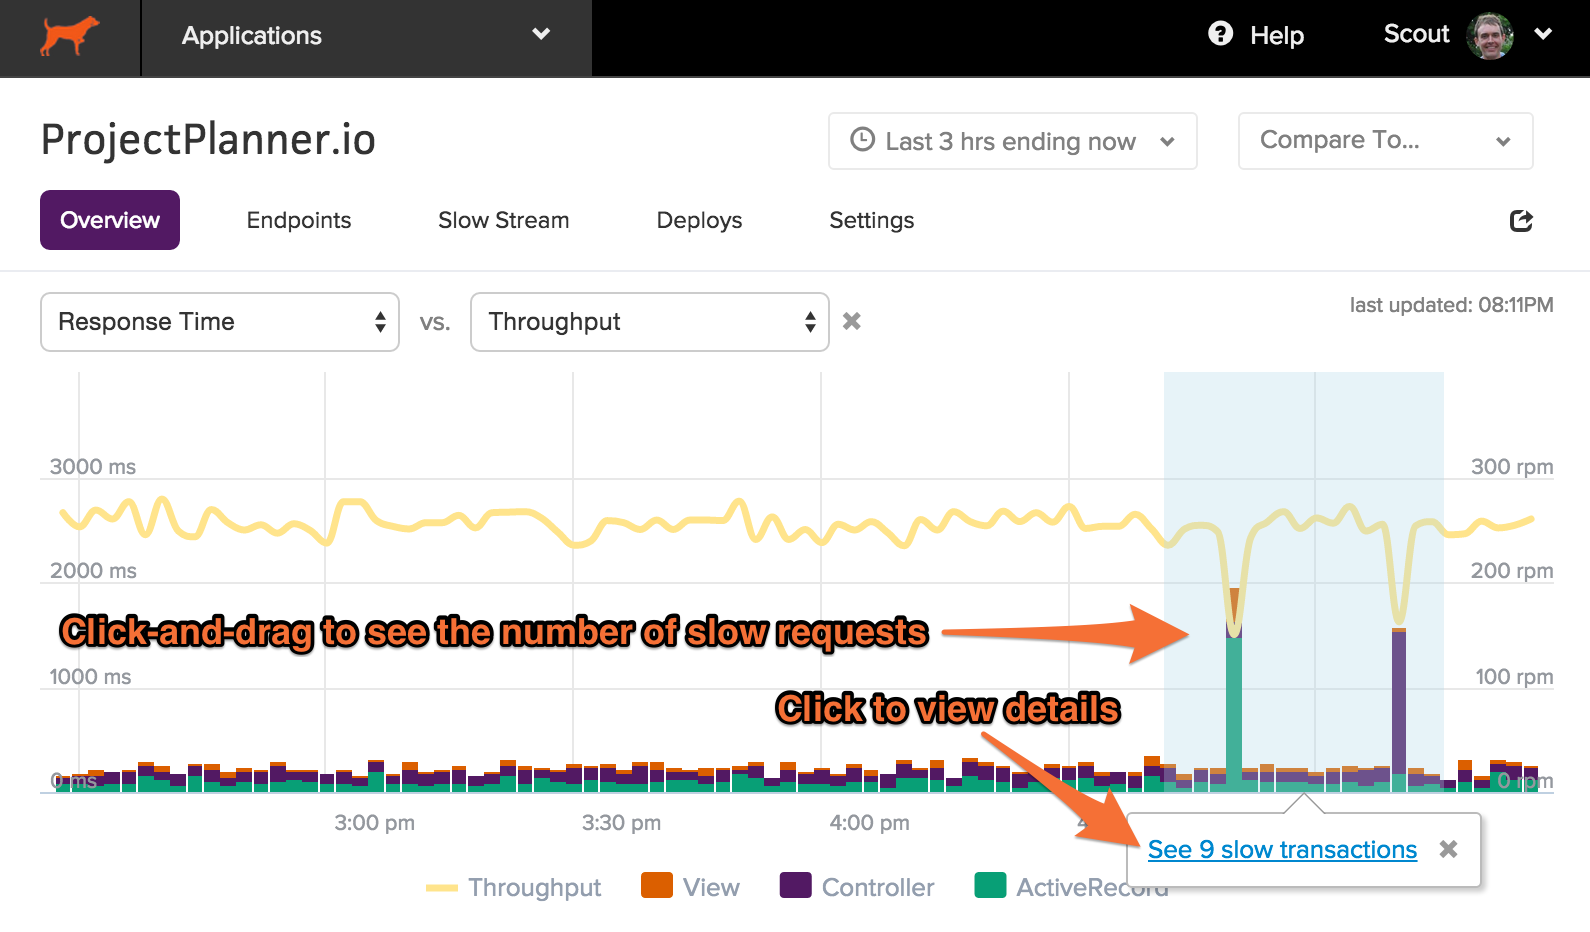 Applications
Help
Scout
ProjectPlanner.io
Last 3 hrs ending now
Compare To...
Overview
Endpoints
Slow Stream
Deploys
Settings
Response Time
vs.
Throughput
last updated: 08:11PM
3000 ms
300 rpm
2000 ms
200 rpm
Click-and-drag to see the number of slow requests
1000 ms
100 rpm
Click to view details
0 ms
0 rpm
3:00 pm
3:30 pm
4:00 pm
See 9 slow transactions
Throughput
View
Controller
ActiveRecord